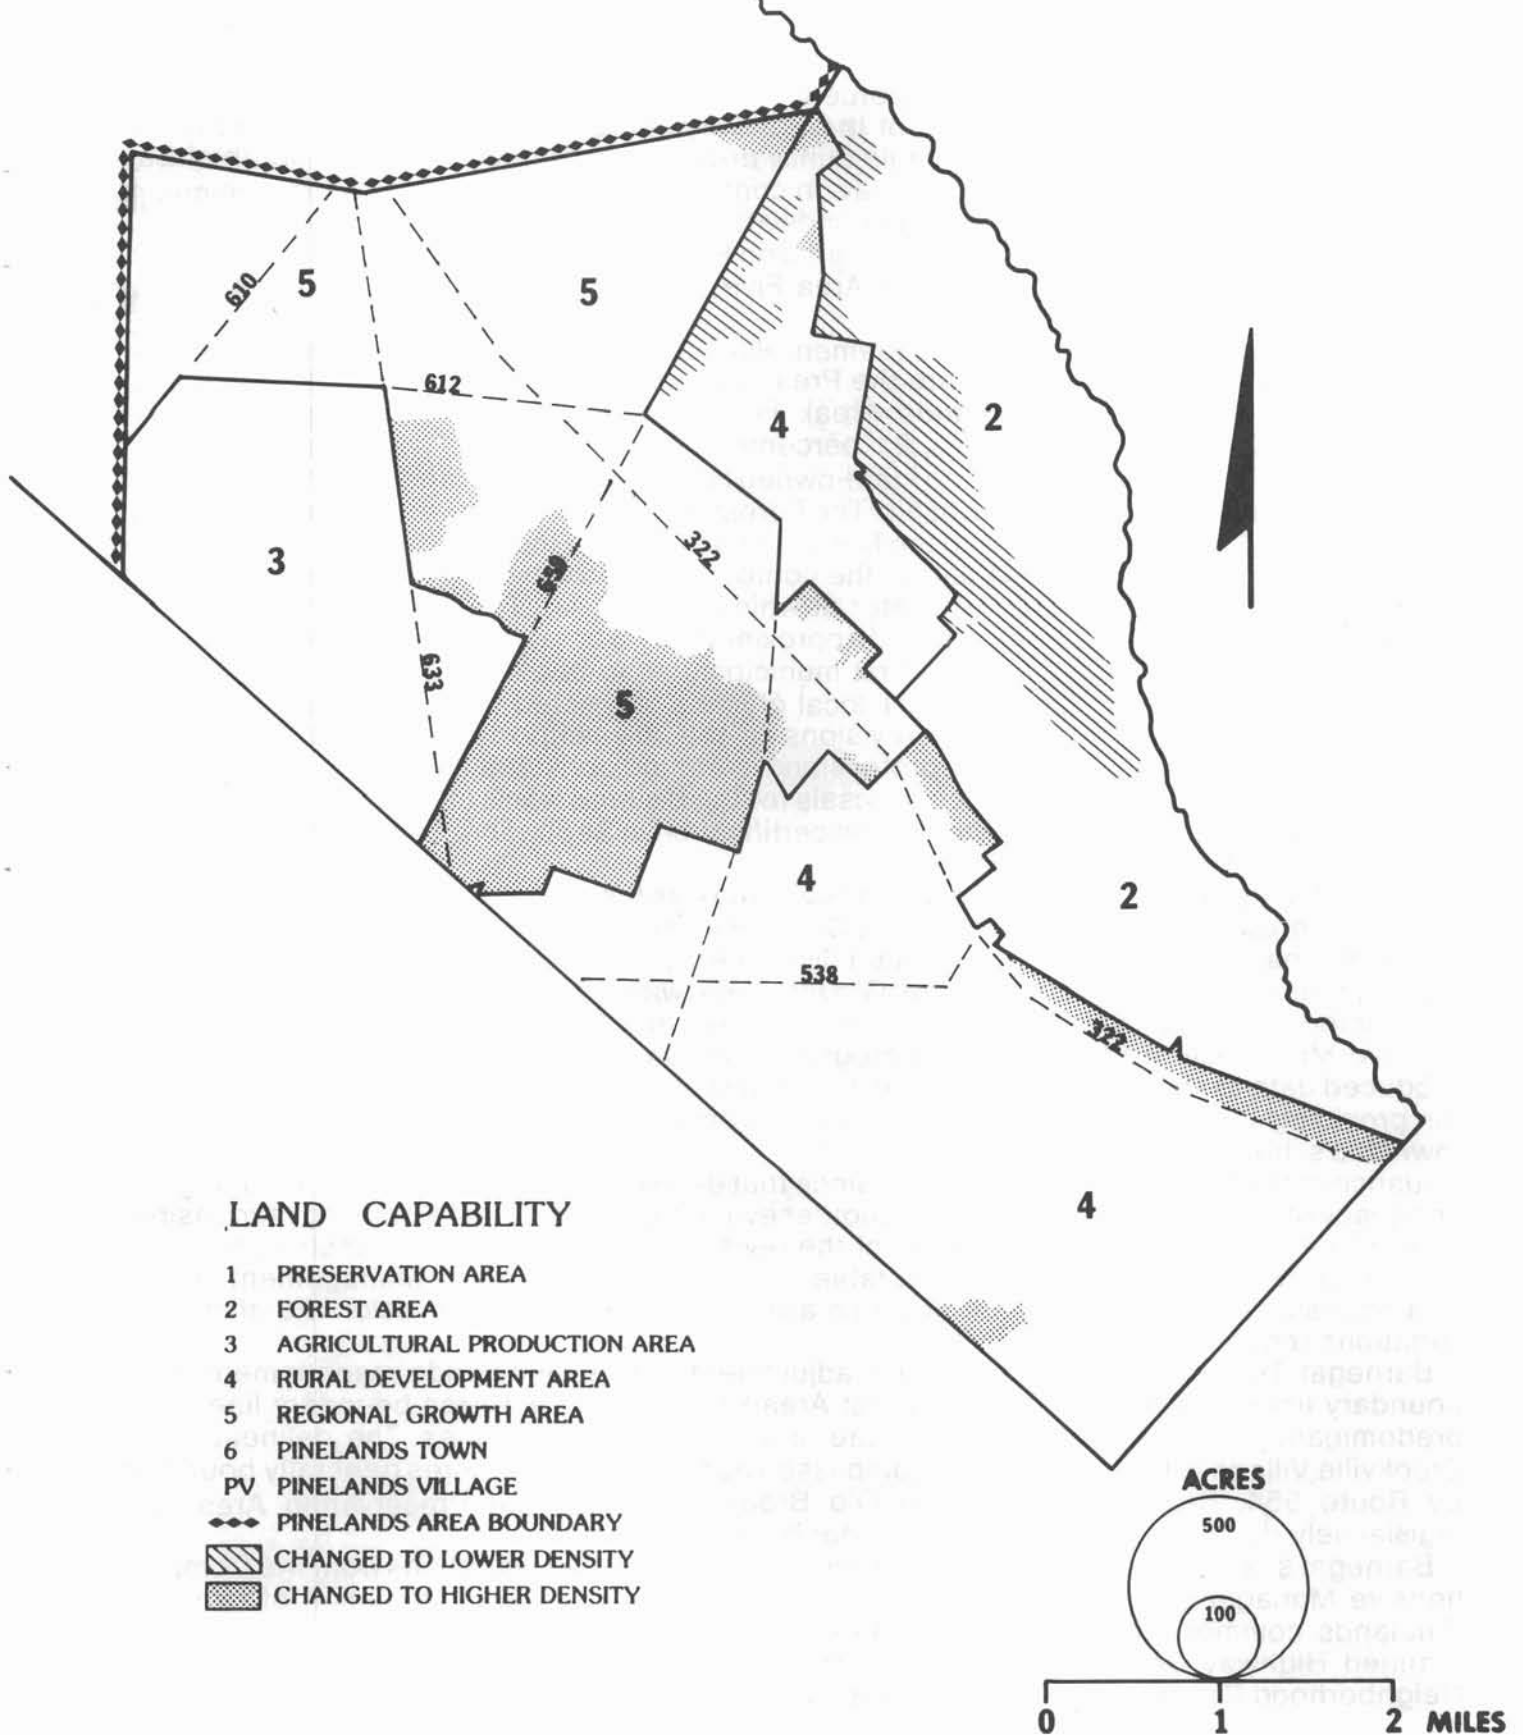 610
5
5
612
4
2
3
659
322
633
5
4
2
538
322
4
LAND CAPABILITY
1 PRESERVATION AREA
2 FOREST AREA
3 AGRICULTURAL PRODUCTION AREA
4 RURAL DEVELOPMENT AREA
5 REGIONAL GROWTH AREA
6 PINELANDS TOWN
PV PINELANDS VILLAGE
PINELANDS AREA BOUNDARY
CHANGED TO LOWER DENSITY
CHANGED TO HIGHER DENSITY
ACRES
500
100
0 1 2 MILES